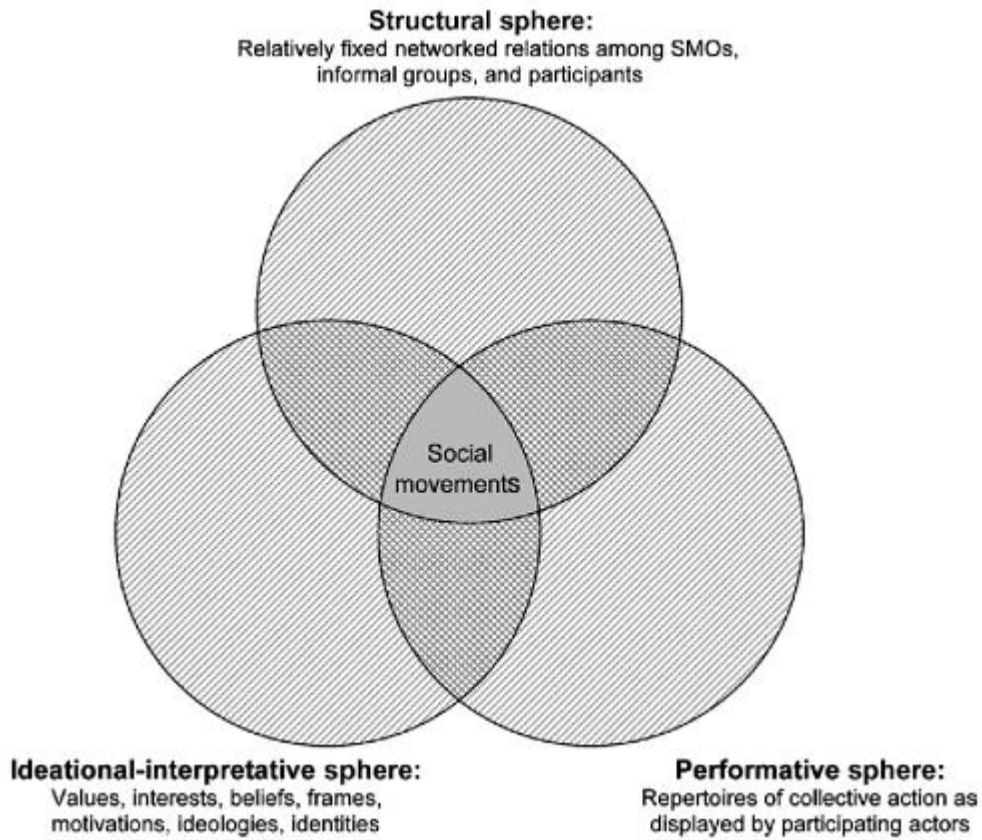 Structural sphere:
Relatively fixed networked relations among SMOs,
informal groups, and participants
Social
movements
Ideational-interpretative sphere:
Values, interests, beliefs, frames,
motivations, ideologies, identities
Performative sphere:
Repertoires of collective action as
displayed by participating actors